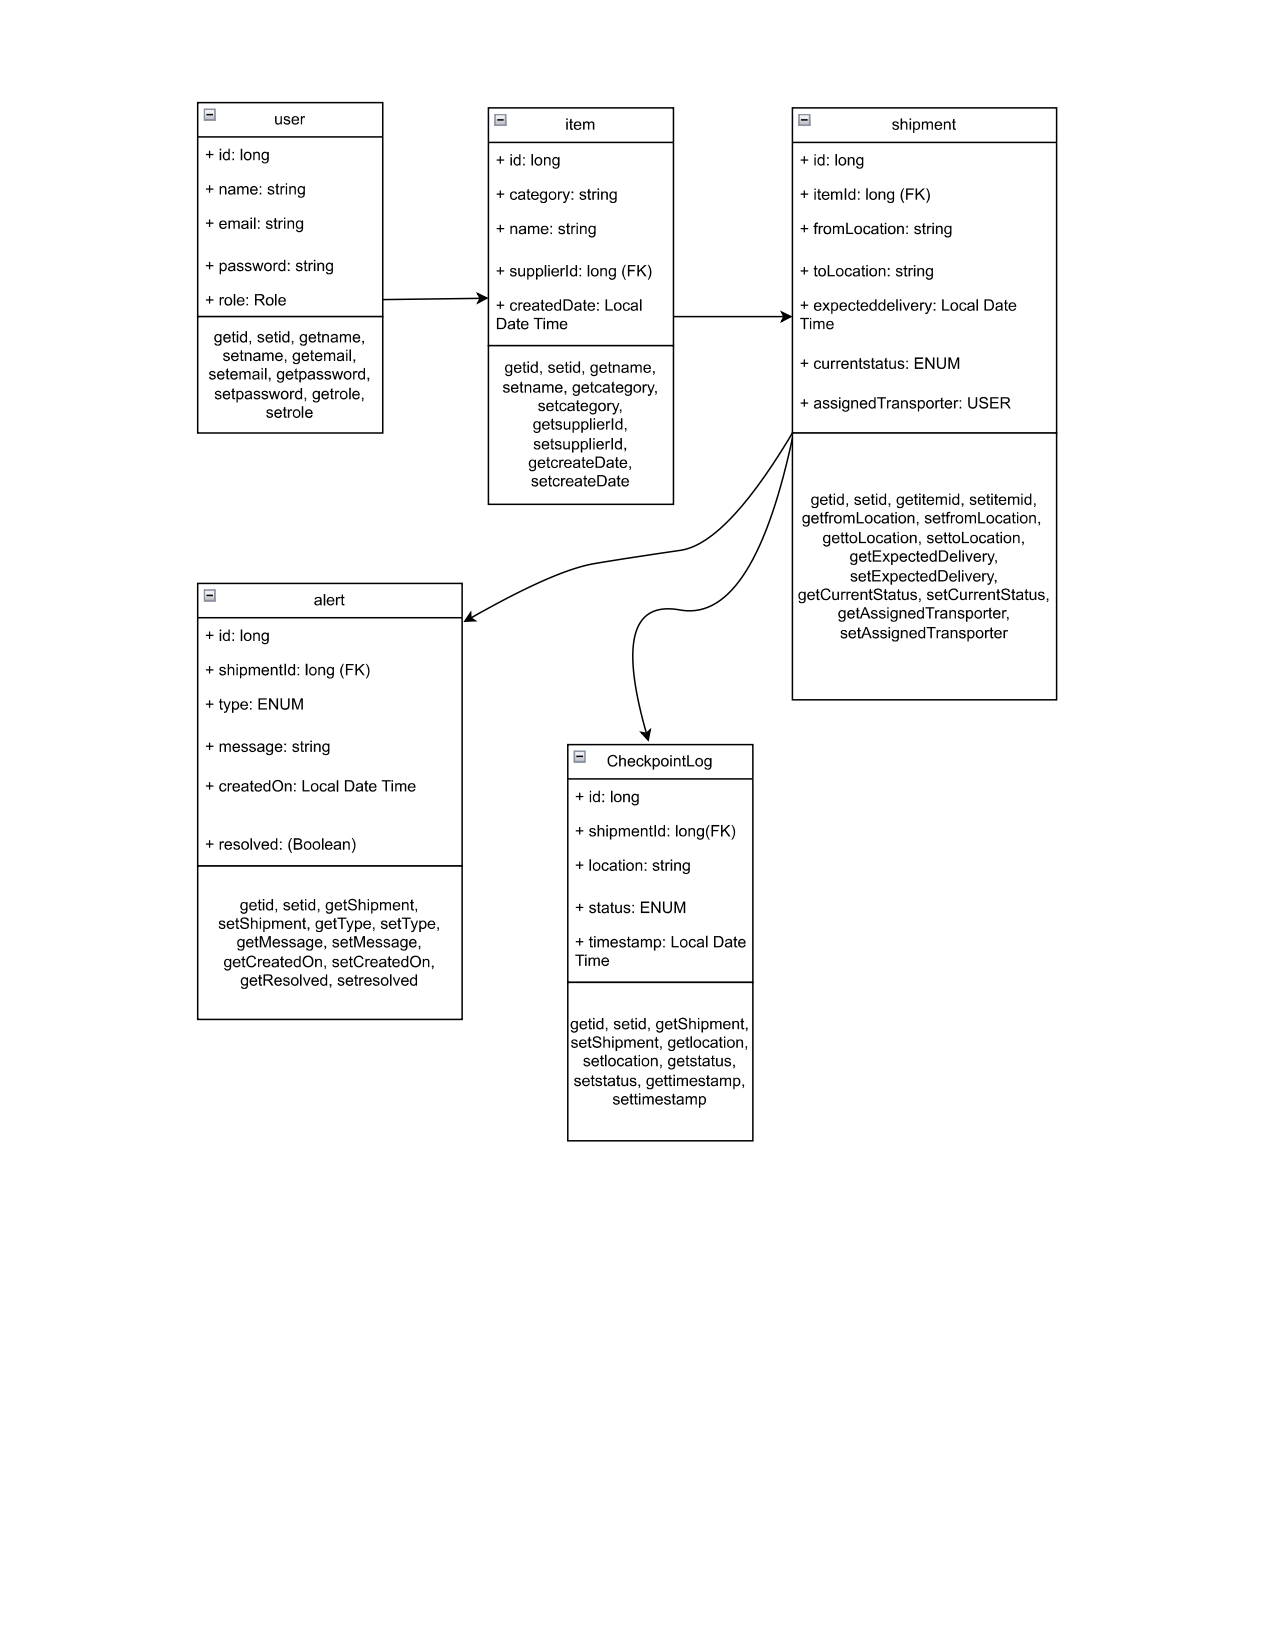 user
+ id: long
+ name: string
+ email: string
+ password: string
+ role: Role
getid, setid, getname,
setname, getemail,
setemail, getpassword,
setpassword, getrole,
setrole
item
+ id: long
+ category: string
+ name: string
+ supplierId: long (FK)
+ createdDate: Local
Date Time
getid, setid, getname,
setname, getcategory,
setcategory,
getsupplierId,
setsupplierId,
getcreateDate,
setcreateDate
shipment
+ id: long
+ itemId: long (FK)
+ fromLocation: string
+ toLocation: string
+ expecteddelivery: Local Date
Time
+ currentstatus: ENUM
+ assignedTransporter: USER
getid, setid, getitemid, setitemid,
getfromLocation, setfromLocation,
gettoLocation, settoLocation,
getExpectedDelivery,
setExpectedDelivery,
getCurrentStatus, setCurrentStatus,
getAssignedTransporter,
setAssignedTransporter
alert
+ id: long
+ shipmentId: long (FK)
+ type: ENUM
+ message: string
+ createdOn: Local Date Time
+ resolved: (Boolean)
getid, setid, getShipment,
setShipment, getType, setType,
getMessage, setMessage,
getCreatedOn, setCreatedOn,
getResolved, setresolved
CheckpointLog
+ id: long
+ shipmentId: long(FK)
+ location: string
+ status: ENUM
+ timestamp: Local Date
Time
getid, setid, getShipment,
setShipment, getlocation,
setlocation, getstatus,
setstatus, gettimestamp,
settimestamp